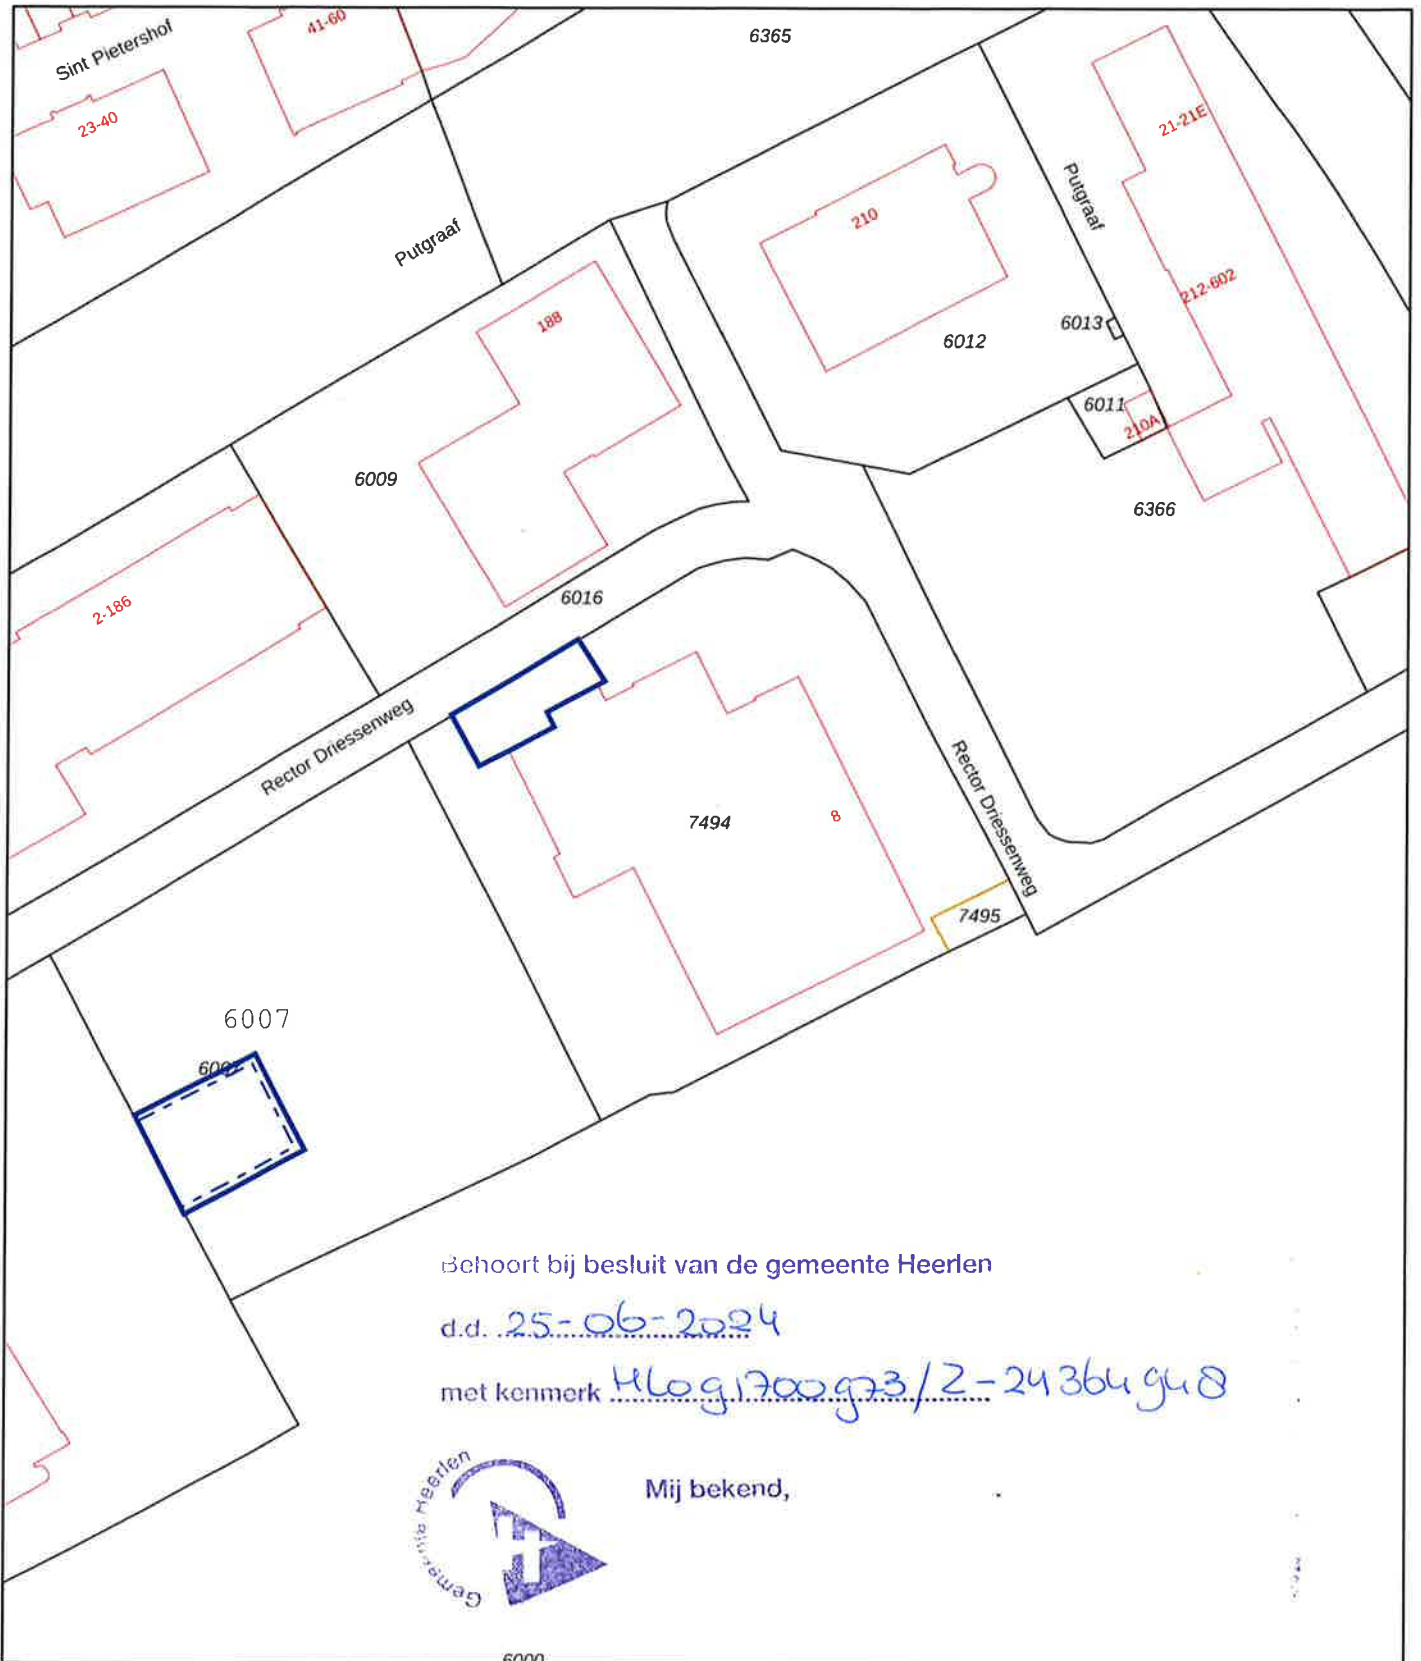 41-60
6365
Sint Pietershof
23-40
21-21E
Putgraaf
210
Putgraaf
212-602
188
6013
6012
6011
210A
6009
6366
2-186
6016
Rector Driessenweg
Rector Driessenweg
7494
8
7495
6007
6007
Behoort bij besluit van de gemeente Heerlen
d.d. 25-06-2024
met kenmerk
/Z-24364948
Gemeente Heerlen
Mij bekend,
6000